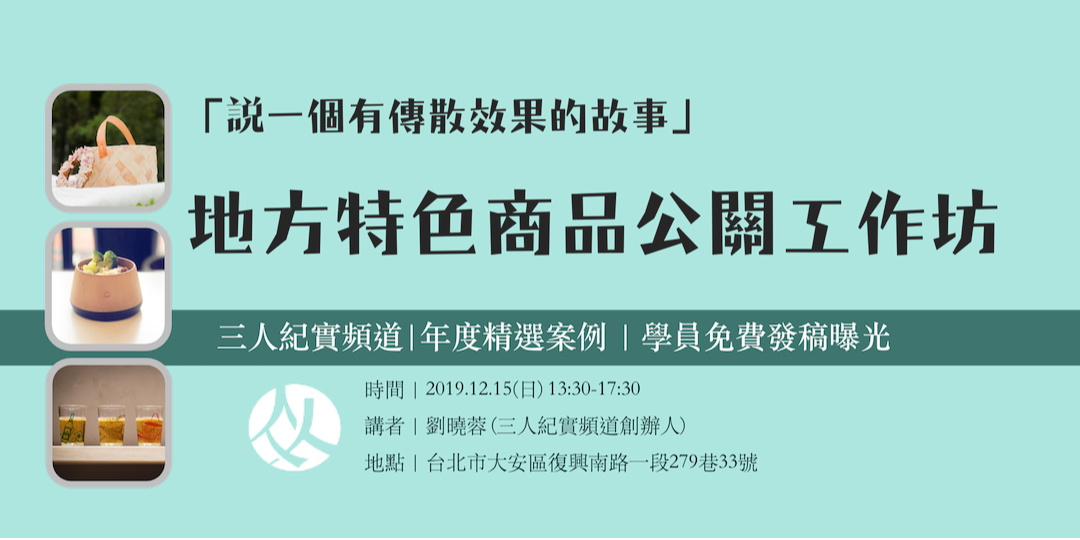 「説一個有傳散效果的故事」
地方特色商品公關工作坊
三人紀實頻道|年度精選案例 | 學員免費發稿曝光
時間 | 2019.12.15(日) 13:30-17:30
講者 | 劉曉蓉 (三人紀實頻道創辦人)
地點 | 台北市大安區復興南路一段279巷33號